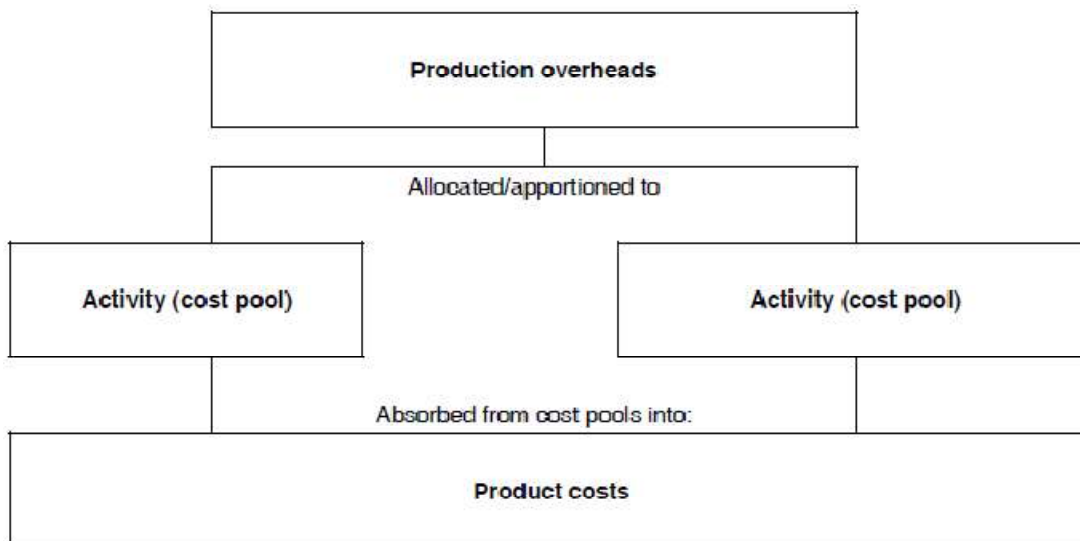 Production overheads
Allocated/apportioned to
Activity (cost pool)
Activity (cost pool)
Absorbed from cost pools into:
Product costs